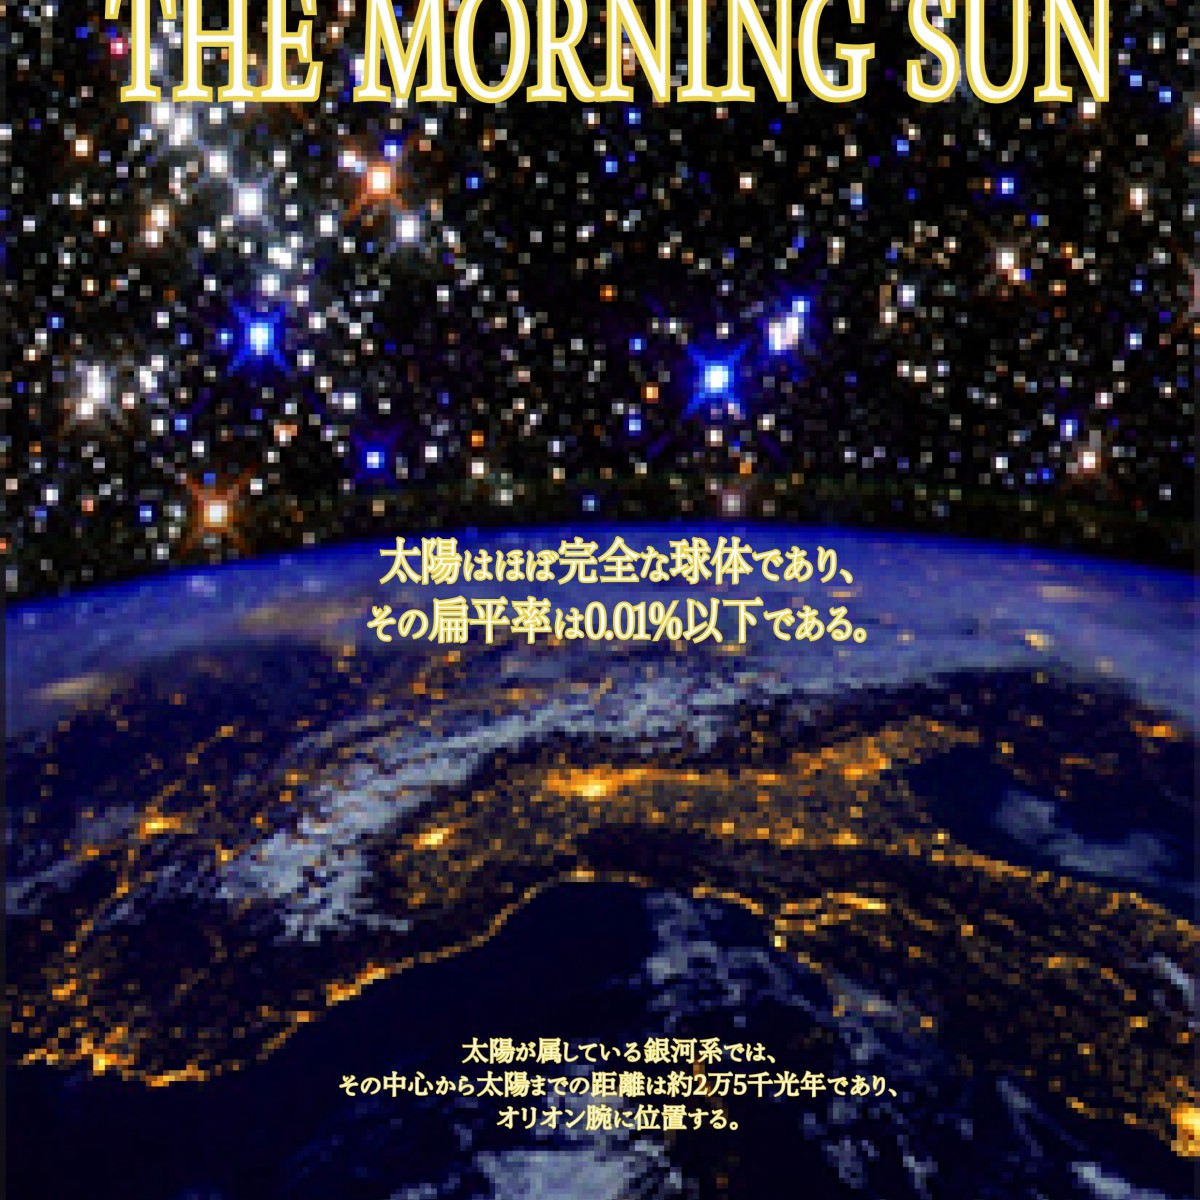 THE MORNING SUN
太陽はほぼ完全な球体であり、
その扁平率は0.01%以下である。
太陽が属している銀河系では、
その中心から太陽までの距離は約2万5千光年であり、
オリオン腕に位置する。